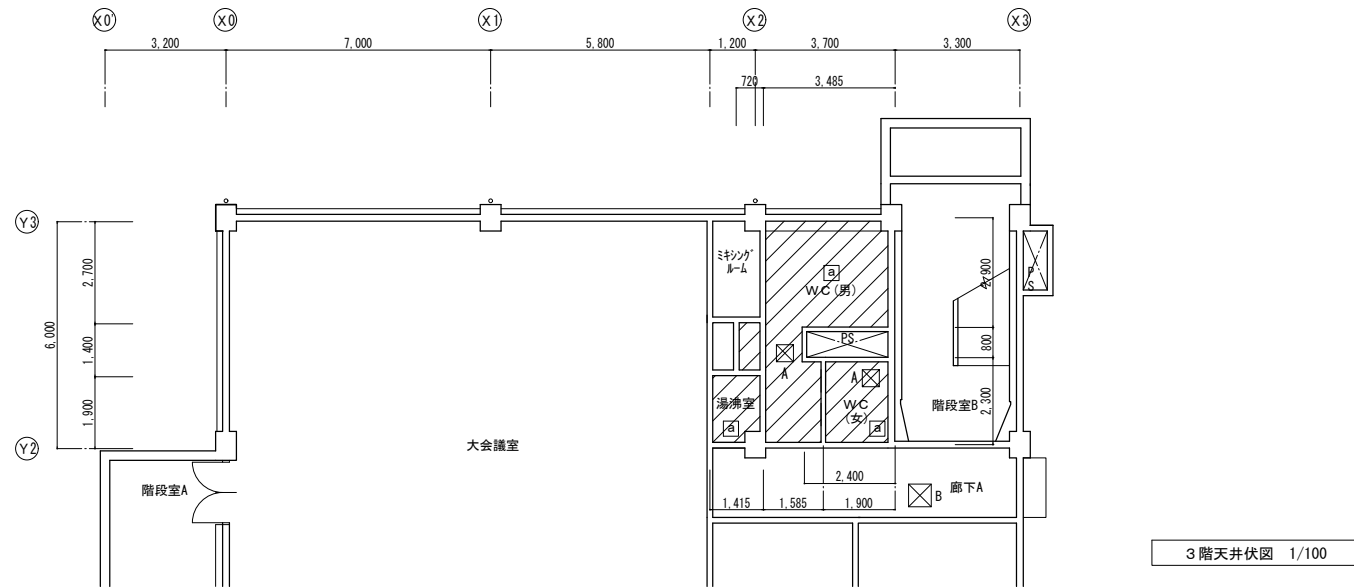 X0' X0 X1 X2 X3
3,200 7,000 5,800 1,200 3,700 3,300
720 3,485
Y3
Y2
6,000
2,700
1,400
1,900
ミキシング
ルーム
a
WC(男)
PS
A
A
WC
(女)
a
湯沸室
a
大会議室
階段室A
階段室B
PS
2,900
800
2,300
2,400
1,415 1,585 1,900
B
廊下A
3階天井伏図 1/100